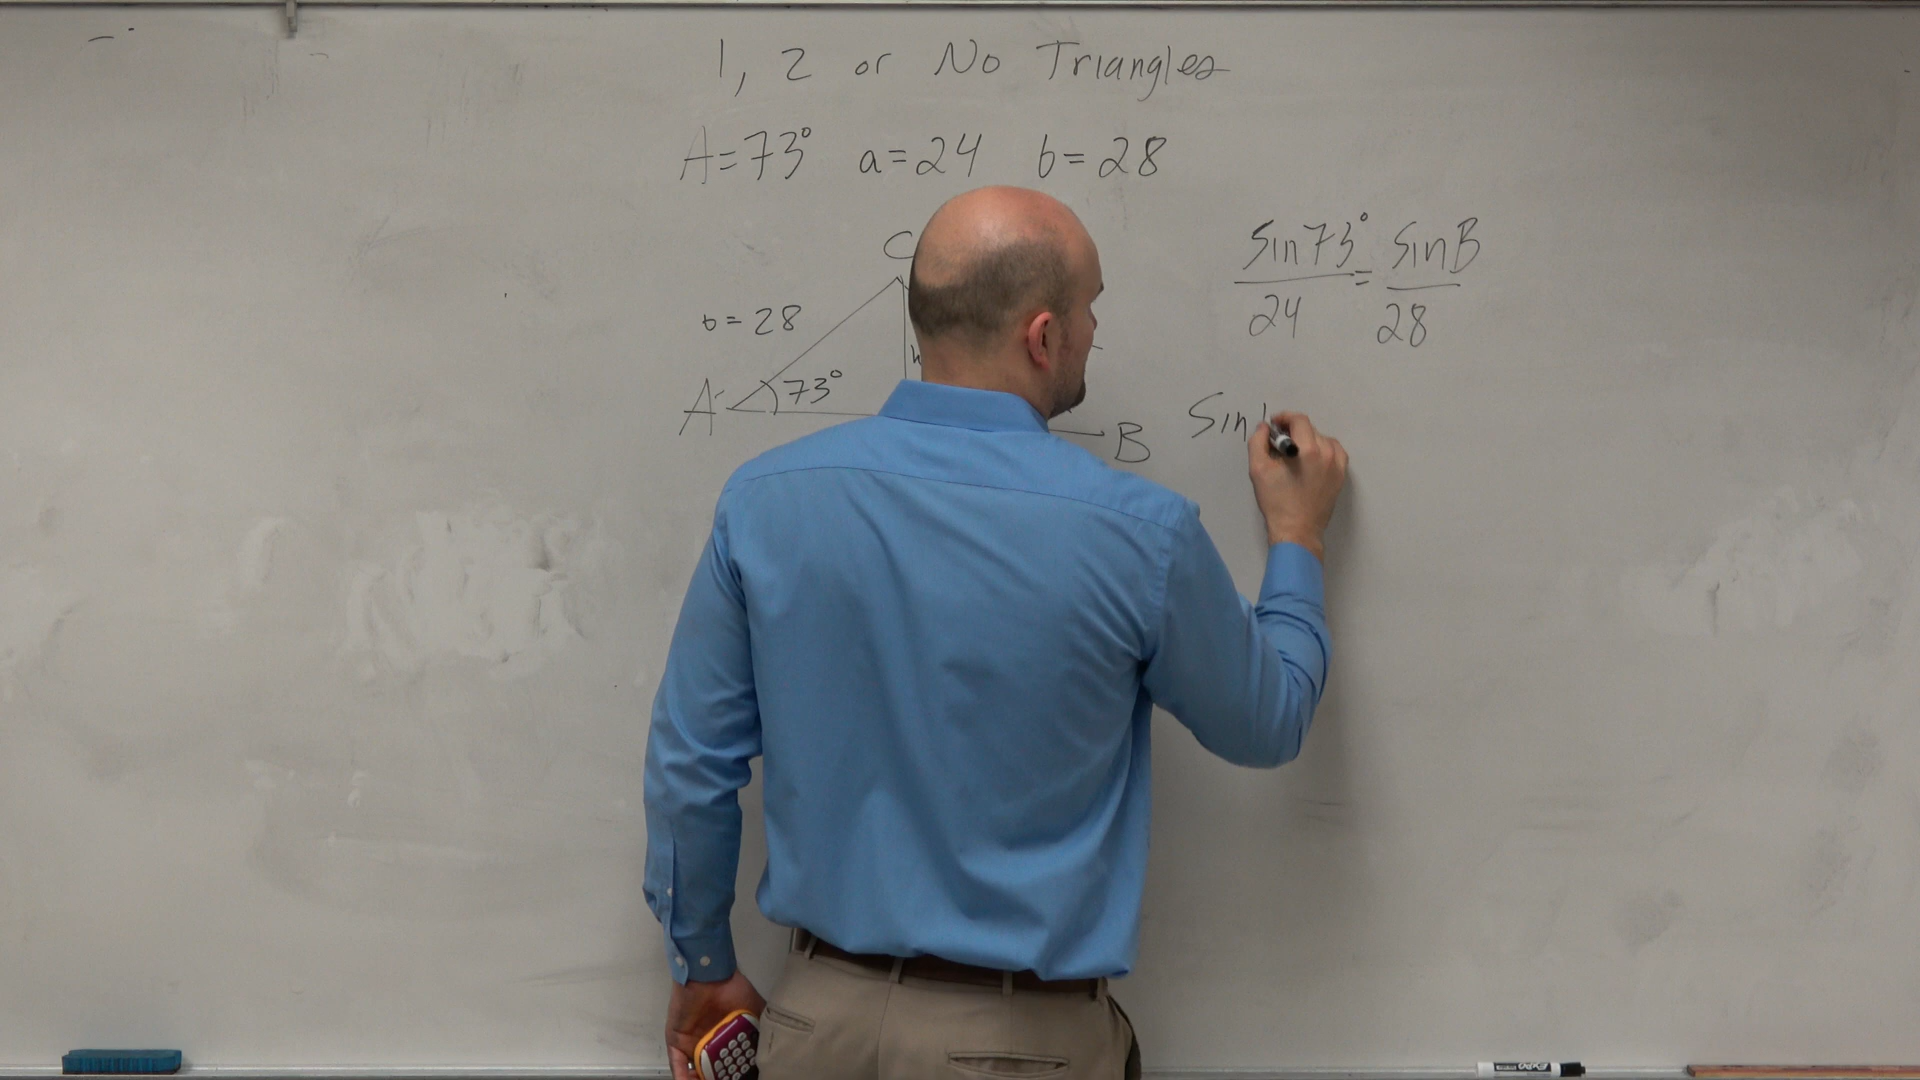 1, 2 or No Triangles
A=73° a=24 b=28
C
sin73° = sinB
24 28
b=28
h
A 73°
B
Sin